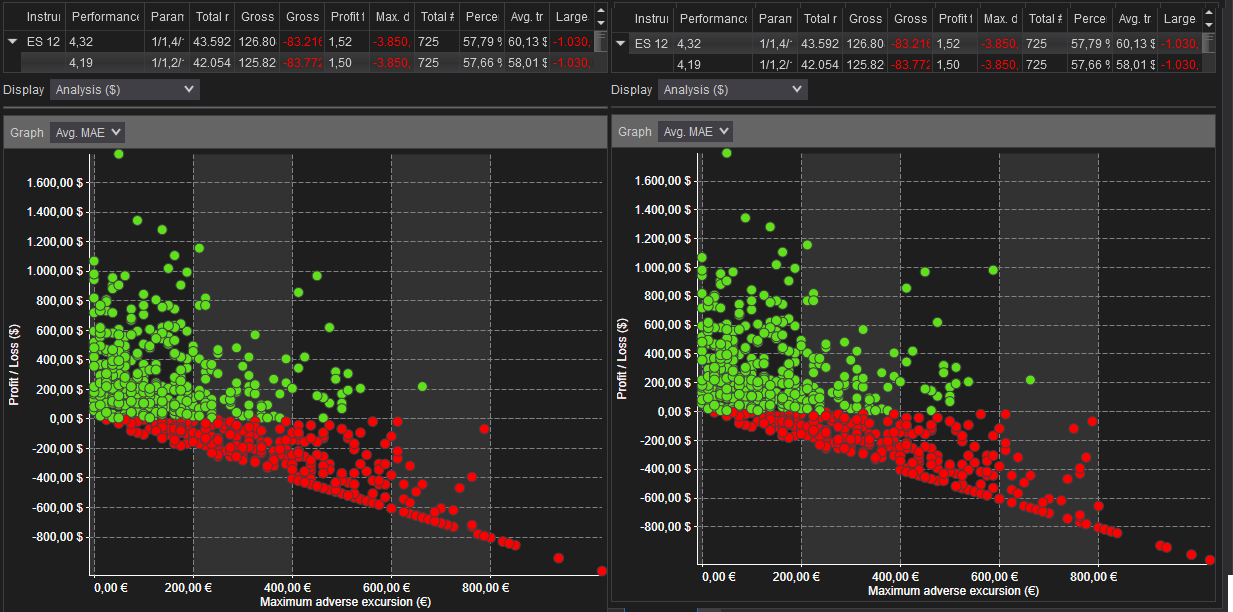 Instrur Performance Paran Total r Gross Gross Profit f Max. d Total # Perce Avg. tr Large
ES 12 4,32 1/1,4/ 43.592 126.80 -83.216 1,52 -3.850, 725 57,79 % 60,13 $ -1.030,
4,19 1/1,2/ 42.054 125.82 -83.772 1,50 -3.850, 725 57,66 % 58,01 $ -1.030,
Display Analysis ($)
Graph Avg. MAE
1.600,00 $
1.400,00 $
1.200,00 $
1.000,00 $
800,00 $
600,00 $
400,00 $
200,00 $
0,00 $
-200,00 $
-400,00 $
-600,00 $
-800,00 $
Profit / Loss ($)
0,00 € 200,00 € 400,00 € 600,00 € 800,00 €
Maximum adverse excursion (€)
Instrur Performance Paran Total r Gross Gross Profit f Max. d Total # Perce Avg. tr Large
ES 12 4,32 1/1,4/ 43.592 126.80 -83.216 1,52 -3.850, 725 57,79 % 60,13 $ -1.030,
4,19 1/1,2/ 42.054 125.82 -83.772 1,50 -3.850, 725 57,66 % 58,01 $ -1.030,
Display Analysis ($)
Graph Avg. MAE
1.600,00 $
1.400,00 $
1.200,00 $
1.000,00 $
800,00 $
600,00 $
400,00 $
200,00 $
0,00 $
-200,00 $
-400,00 $
-600,00 $
-800,00 $
Profit / Loss ($)
0,00 € 200,00 € 400,00 € 600,00 € 800,00 €
Maximum adverse excursion (€)